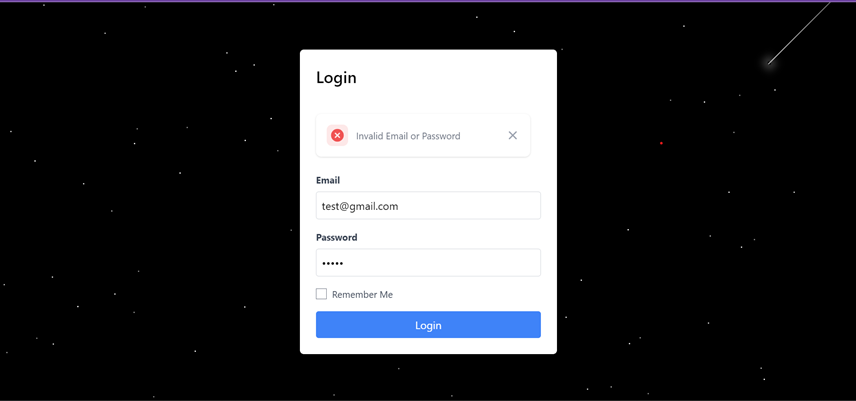 Login
Invalid Email or Password
Email
test@gmail.com
Password
•••••
Remember Me
Login